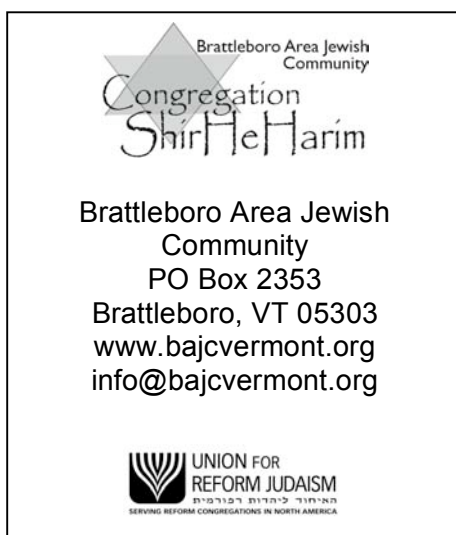 Brattleboro Area Jewish
Community
Congregation
ShirHeHarim
Brattleboro Area Jewish
Community
PO Box 2353
Brattleboro, VT 05303
www.bajcvermont.org
info@bajcvermont.org
UNION FOR
REFORM JUDAISM
האיחוד ליהדות רפורמית
SERVING REFORM CONGREGATIONS IN NORTH AMERICA